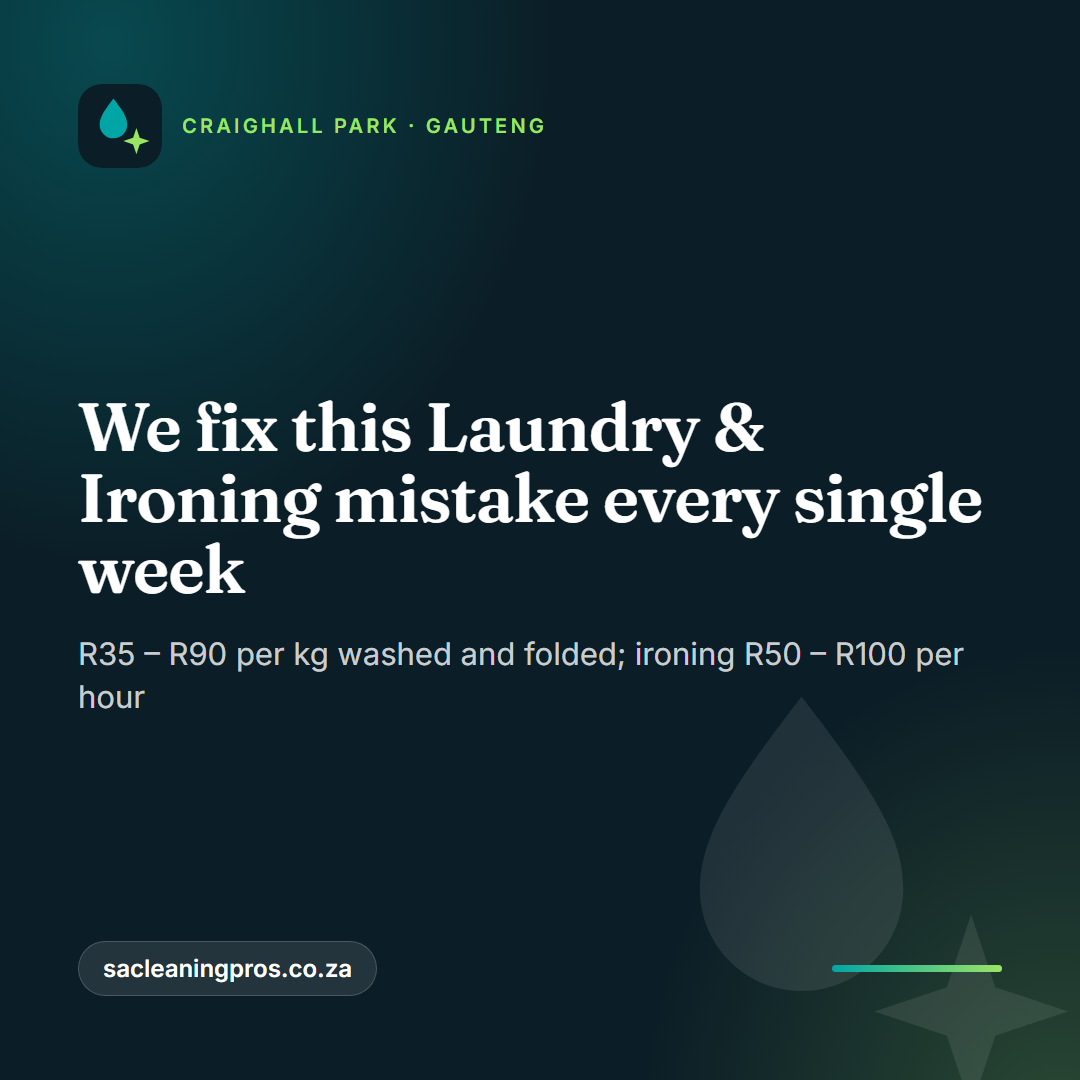 CRAIGHALL PARK · GAUTENG
We fix this Laundry &
Ironing mistake every single
week
R35 – R90 per kg washed and folded; ironing R50 – R100 per
hour
sacleaningpros.co.za